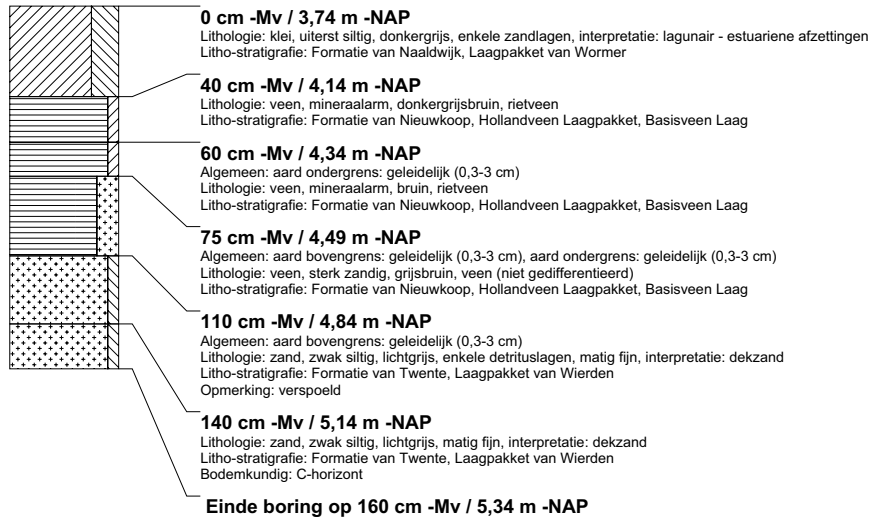 0 cm -Mv / 3,74 m -NAP
Lithologie: klei, uiterst siltig, donkergrijs, enkele zandlagen, interpretatie: lagunair - estuariene afzettingen
Litho-stratigrafie: Formatie van Naaldwijk, Laagpakket van Wormer
40 cm -Mv / 4,14 m -NAP
Lithologie: veen, mineraalarm, donkergrijsbruin, rietveen
Litho-stratigrafie: Formatie van Nieuwkoop, Hollandveen Laagpakket, Basisveen Laag
60 cm -Mv / 4,34 m -NAP
Algemeen: aard ondergrens: geleidelijk (0,3-3 cm)
Lithologie: veen, mineraalarm, bruin, rietveen
Litho-stratigrafie: Formatie van Nieuwkoop, Hollandveen Laagpakket, Basisveen Laag
75 cm -Mv / 4,49 m -NAP
Algemeen: aard bovengrens: geleidelijk (0,3-3 cm), aard ondergrens: geleidelijk (0,3-3 cm)
Lithologie: veen, sterk zandig, grijsbruin, veen (niet gedifferentieerd)
Litho-stratigrafie: Formatie van Nieuwkoop, Hollandveen Laagpakket, Basisveen Laag
110 cm -Mv / 4,84 m -NAP
Algemeen: aard bovengrens: geleidelijk (0,3-3 cm)
Lithologie: zand, zwak siltig, lichtgrijs, enkele detrituslagen, matig fijn, interpretatie: dekzand
Litho-stratigrafie: Formatie van Twente, Laagpakket van Wierden
Opmerking: verspoeld
140 cm -Mv / 5,14 m -NAP
Lithologie: zand, zwak siltig, lichtgrijs, matig fijn, interpretatie: dekzand
Litho-stratigrafie: Formatie van Twente, Laagpakket van Wierden
Bodemkundig: C-horizont
Einde boring op 160 cm -Mv / 5,34 m -NAP